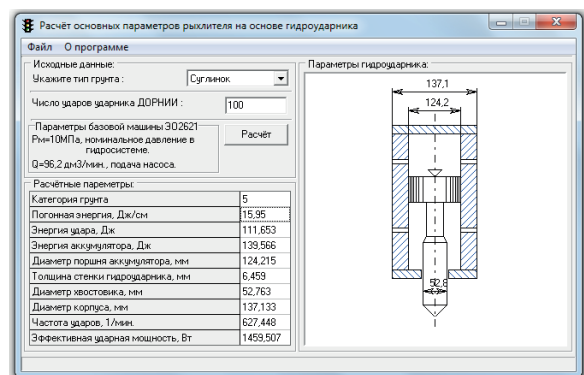 Расчёт основных параметров рыхлителя на основе гидроударника
Файл О программе
Исходные данные:
Укажите тип грунта :
Суглинок
Число ударов ударника ДОРНИИ :
100
Параметры базовой машины ЭО2621
Рм=10МПа, номинальное давление в
гидросистеме.
Q=96,2 дм3/мин., подача насоса.
Расчёт
Расчётные пареметры:
Категория грунта 5
Погонная энергия, Дж/см 15,95
Энергия удара, Дж 111,653
Энергия аккумулятора, Дж 139,566
Диаметр поршня аккумулятора, мм 124,215
Толщина стенки гидроударника, мм 6,459
Диаметр хвостовика, мм 52,763
Диаметр корпуса, мм 137,133
Частота ударов, 1/мин. 627,448
Эффективная ударная мощность, Вт 1459,507
Параметры гидроударника:
137,1
124,2
52,8